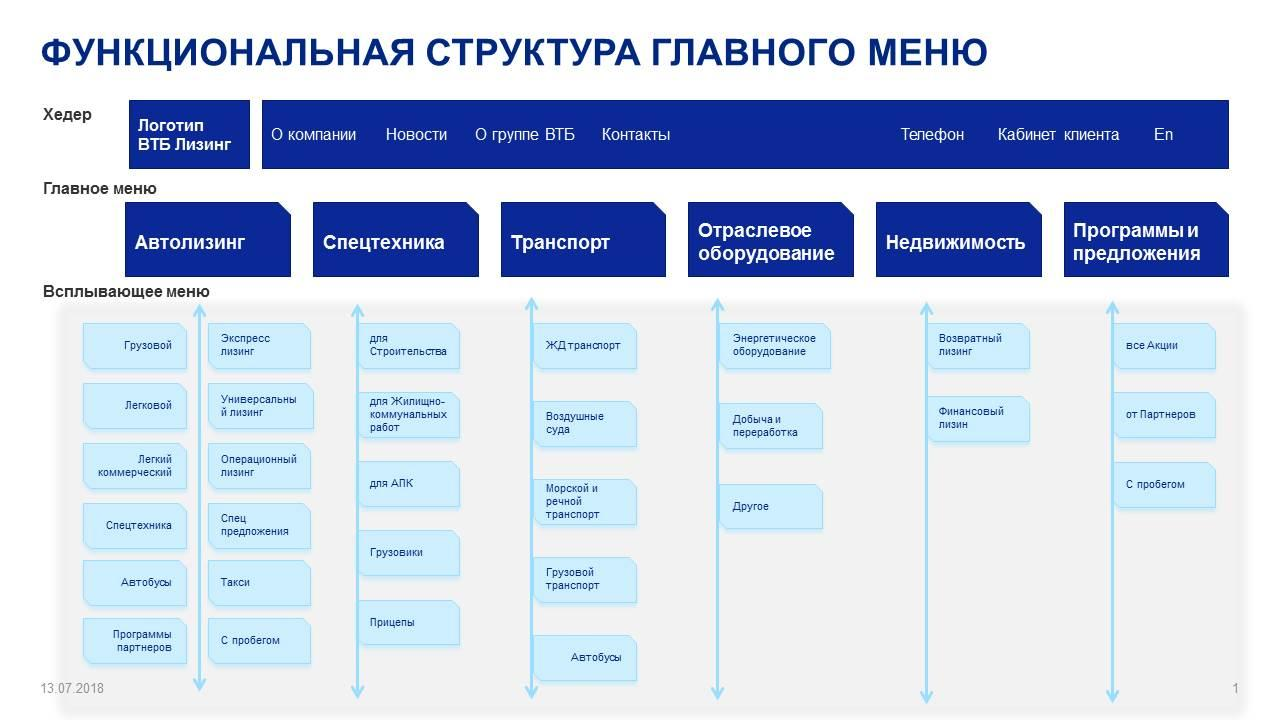 ФУНКЦИОНАЛЬНАЯ СТРУКТУРА ГЛАВНОГО МЕНЮ
Хедер
Логотип
ВТБ Лизинг
О компании Новости О группе ВТБ Контакты Телефон Кабинет клиента En
Главное меню
Автолизинг
Спецтехника
Транспорт
Отраслевое
оборудование
Недвижимость
Программы и
предложения
Всплывающее меню
Грузовой
Легковой
Легкий
коммерческий
Спецтехника
Автобусы
Программы
партнеров
Экспресс
лизинг
Универсальны
й лизинг
Операционный
лизинг
Спец
предложения
Такси
С пробегом
для
Строительства
для Жилищно-
коммунальных
работ
для АПК
Грузовики
Прицепы
ЖД транспорт
Воздушные
суда
Морской и
речной
транспорт
Грузовой
транспорт
Автобусы
Энергетическое
оборудование
Добыча и
переработка
Другое
Возвратный
лизинг
Финансовый
лизин
все Акции
от Партнеров
С пробегом
13.07.2018
1